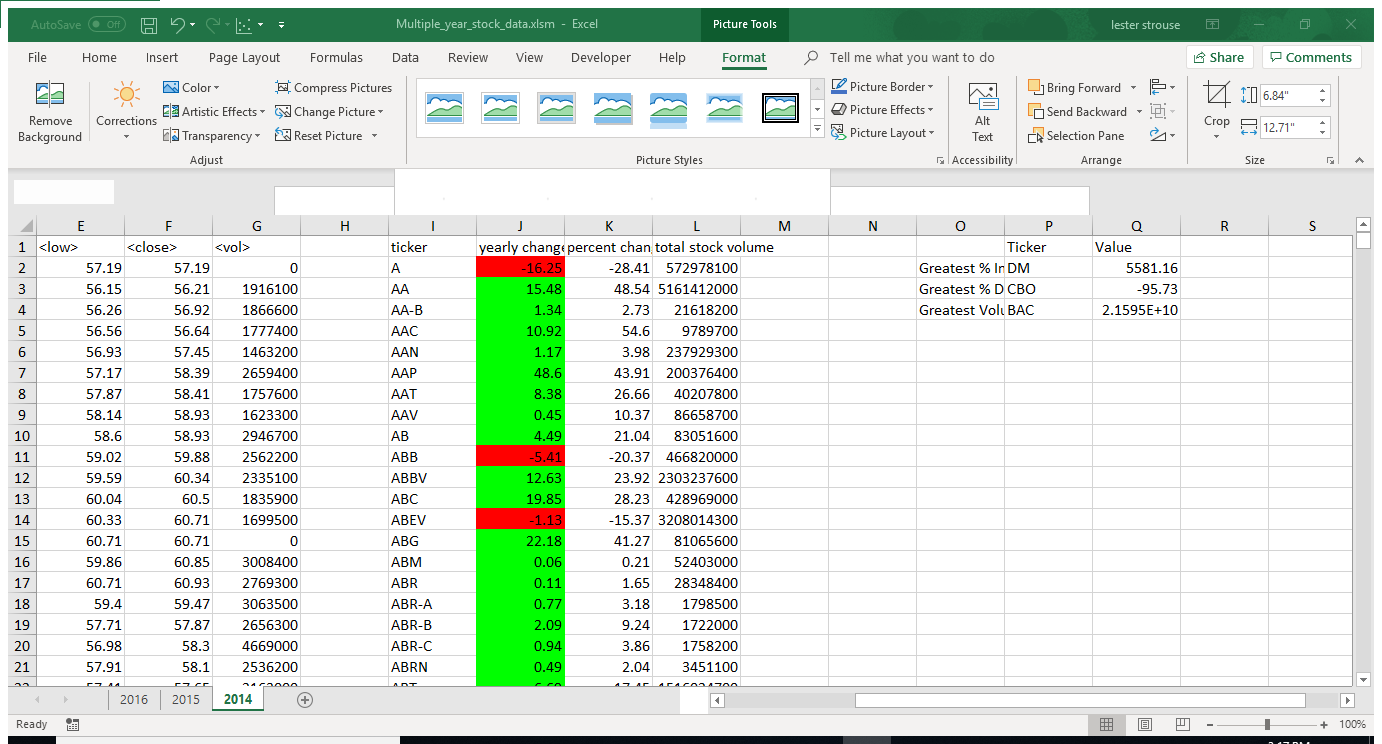 AutoSave Off Multiple_year_stock_data.xlsm - Excel Picture Tools lester strouse
File Home Insert Page Layout Formulas Data Review View Developer Help Format Tell me what you want to do Share Comments
Remove Background Corrections Color Artistic Effects Transparency Compress Pictures Change Picture Reset Picture Picture Border Picture Effects Picture Layout Alt Text Bring Forward Send Backward Selection Pane Crop 6.84" 12.71"
Adjust Picture Styles Accessibility Arrange Size
E F G H I J K L M N O P Q R S
1 <low> <close> <vol> ticker yearly change percent chan total stock volume Ticker Value
2 57.19 57.19 0 A -16.25 -28.41 572978100 Greatest % In DM 5581.16
3 56.15 56.21 1916100 AA 15.48 48.54 5161412000 Greatest % D CBO -95.73
4 56.26 56.92 1866600 AA-B 1.34 2.73 21618200 Greatest Volu BAC 2.1595E+10
5 56.56 56.64 1777400 AAC 10.92 54.6 9789700
6 56.93 57.45 1463200 AAN 1.17 3.98 237929300
7 57.17 58.39 2659400 AAP 48.6 43.91 200376400
8 57.87 58.41 1757600 AAT 8.38 26.66 40207800
9 58.14 58.93 1623300 AAV 0.45 10.37 86658700
10 58.6 58.93 2946700 AB 4.49 21.04 83051600
11 59.02 59.88 2562200 ABB -5.41 -20.37 466820000
12 59.59 60.34 2335100 ABBV 12.63 23.92 2303237600
13 60.04 60.5 1835900 ABC 19.85 28.23 428969000
14 60.33 60.71 1699500 ABEV -1.13 -15.37 3208014300
15 60.71 60.71 0 ABG 22.18 41.27 81065600
16 59.86 60.85 3008400 ABM 0.06 0.21 52403000
17 60.71 60.93 2769300 ABR 0.11 1.65 28348400
18 59.4 59.47 3063500 ABR-A 0.77 3.18 1798500
19 57.71 57.87 2656300 ABR-B 2.09 9.24 1722000
20 56.98 58.3 4669000 ABR-C 0.94 3.86 1758200
21 57.91 58.1 2536200 ABRN 0.49 2.04 3451100
2016 2015 2014
Ready 100%